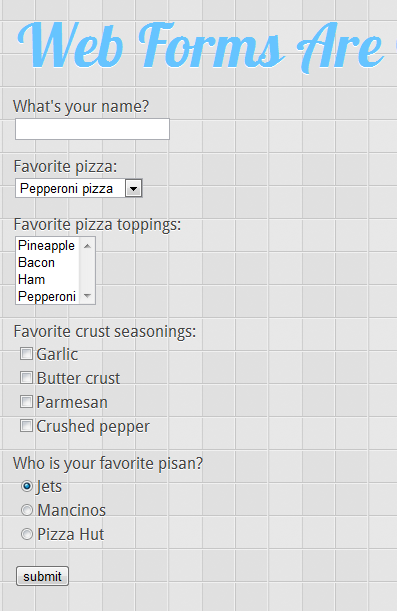 Web Forms Are
What's your name?
Favorite pizza:
Pepperoni pizza
Favorite pizza toppings:
Pineapple
Bacon
Ham
Pepperoni
Favorite crust seasonings:
Garlic
Butter crust
Parmesan
Crushed pepper
Who is your favorite pisan?
Jets
Mancinos
Pizza Hut
submit